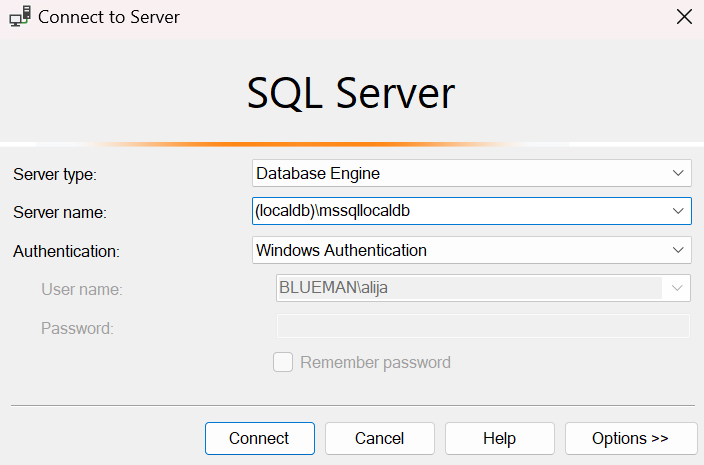 Connect to Server
SQL Server
Server type: Database Engine
Server name: (localdb)\mssqllocaldb
Authentication: Windows Authentication
User name: BLUEMAN\alija
Password:
Remember password
Connect Cancel Help Options >>